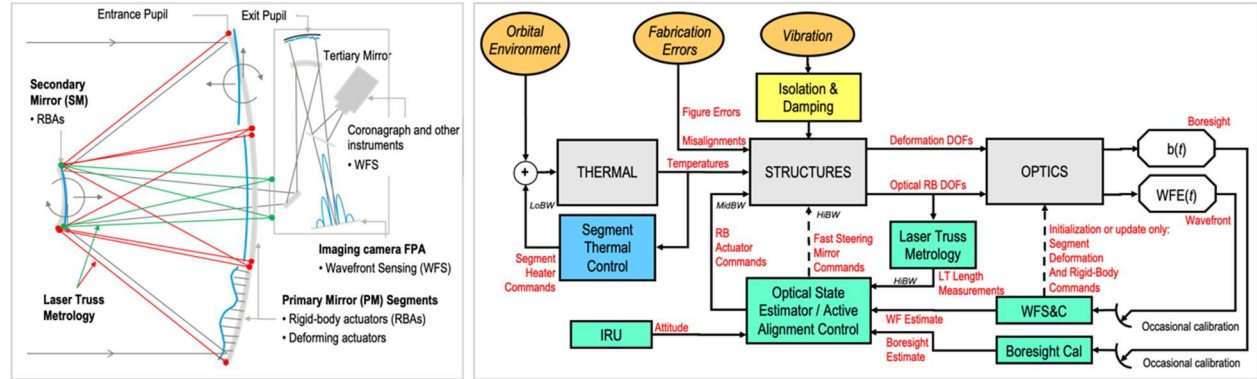 Entrance Pupil
Exit Pupil
Tertiary Mirror
Secondary
Mirror (SM)
• RBAs
Coronagraph and other
instruments
• WFS
Imaging camera FPA
• Wavefront Sensing (WFS)
Laser Truss
Metrology
Primary Mirror (PM) Segments
• Rigid-body actuators (RBAs)
• Deforming actuators
Orbital
Environment
Fabrication
Errors
Vibration
Isolation &
Damping
Figure Errors
Misalignments
Boresight
Deformation DOFs
+
THERMAL
Temperatures
STRUCTURES
OPTICS
b(t)
LoBW
MidBW
HiBW
Optical RB DOFs
WFE(t)
Wavefront
Segment
Thermal
Control
Segment
Heater
Commands
RB
Actuator
Commands
Fast Steering
Mirror
Commands
Laser Truss
Metrology
Initialization or update only:
Segment
Deformation
And Rigid-Body
Commands
HiBW
LT Length
Measurements
Optical State
Estimator / Active
Alignment Control
IRU
Attitude
WF Estimate
WFS&C
Occasional calibration
Boresight
Estimate
Boresight Cal
Occasional calibration